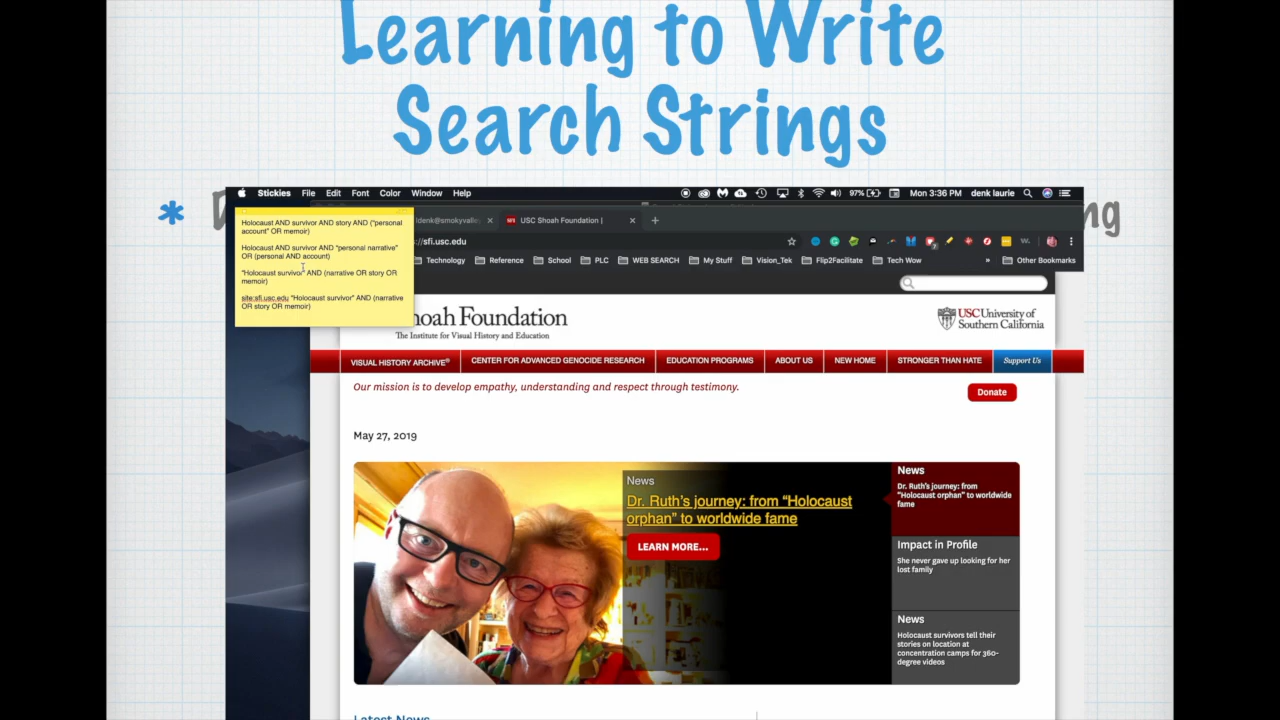 Learning to Write
Search Strings
Stickies File Edit Font Color Window Help
97%
Mon 3:36 PM denk laurie
USC Shoah Foundation |
sfi.usc.edu
Technology Reference School PLC WEB SEARCH My Stuff Vision_Tek Flip2Facilitate Tech Wow Other Bookmarks
Holocaust AND survivor AND story AND ("personal
account" OR memoir)
Holocaust AND survivor AND "personal narrative"
OR (personal AND account)
"Holocaust survivor" AND (narrative OR story OR
memoir)
site:sfi.usc.edu "Holocaust survivor" AND (narrative
OR story OR memoir)
Foundation
The Institute for Visual History and Education
USC University of
Southern California
VISUAL HISTORY ARCHIVE® CENTER FOR ADVANCED GENOCIDE RESEARCH EDUCATION PROGRAMS ABOUT US NEW HOME STRONGER THAN HATE Support Us
Our mission is to develop empathy, understanding and respect through testimony.
Donate
May 27, 2019
News
Dr. Ruth's journey: from "Holocaust
orphan" to worldwide fame
LEARN MORE...
News
Dr. Ruth's journey: from
"Holocaust orphan" to worldwide
fame
Impact in Profile
She never gave up looking for her
lost family
News
Holocaust survivors tell their
stories on location at
concentration camps for 360-
degree videos
Latest News